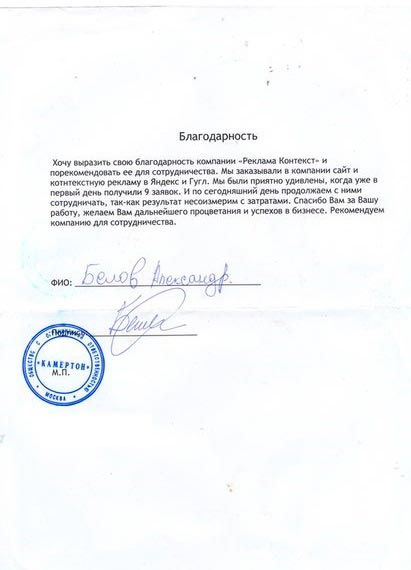 Благодарность
Хочу выразить свою благодарность компании «Реклама Контекст» и
порекомендовать ее для сотрудничества. Мы заказывали в компании сайт и
котнтекстную рекламу в Яндекс и Гугл. Мы были приятно удивлены, когда уже в
первый день получили 9 заявок. И по сегодняшний день продолжаем с ними
сотрудничать, так-как результат несоизмерим с затратами. Спасибо Вам за Вашу
работу, желаем Вам дальнейшего процветания и успехов в бизнесе. Рекомендуем
компанию для сотрудничества.
ФИО: Белов Александр.
Подпись
ОБЩЕСТВО С ОГРАНИЧЕННОЙ ОТВЕТСТВЕННОСТЬЮ
«КАМЕРТОН»
М.П.
МОСКВА